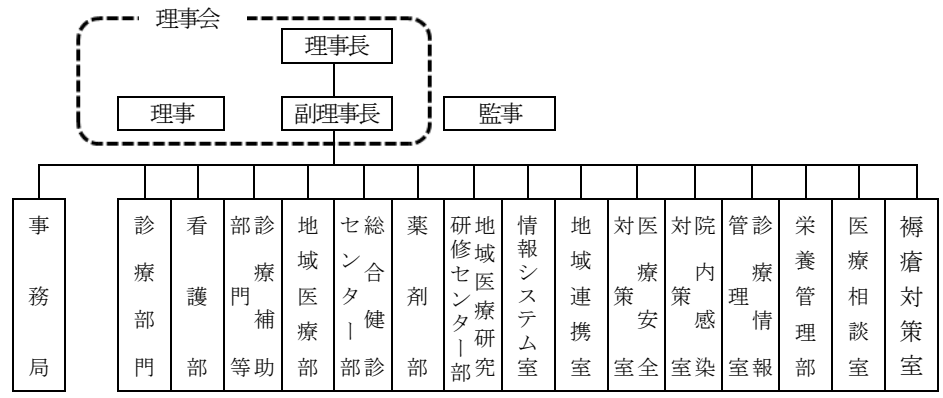 理事会
理事長
理事
副理事長
監事
事務局
診療部門
看護部
診療補助
部門等
地域医療部
総合健診
センター部
薬剤部
地域医療研究
研修センター部
情報システム室
地域連携室
医療安全
対策室
院内感染
対策室
診療情報
管理室
栄養管理部
医療相談室
褥瘡対策室